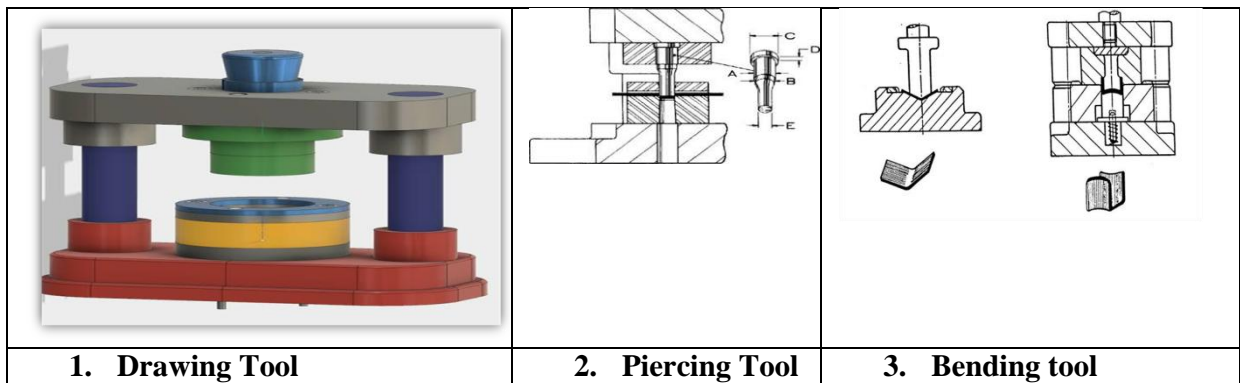 C
D
A
B
E
1. Drawing Tool
2. Piercing Tool
3. Bending tool